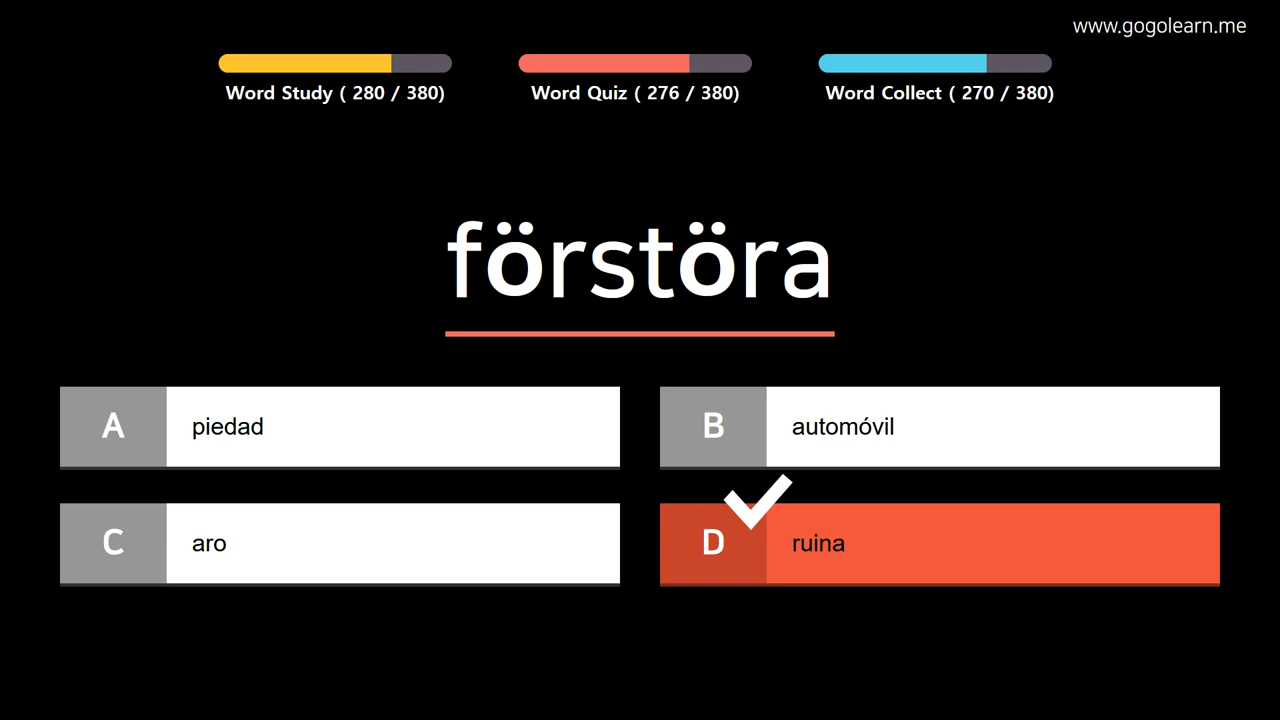 www.gogolearn.me
Word Study ( 280 / 380)
Word Quiz ( 276 / 380)
Word Collect ( 270 / 380)
förstöra
A piedad
B automóvil
C aro
D ruina